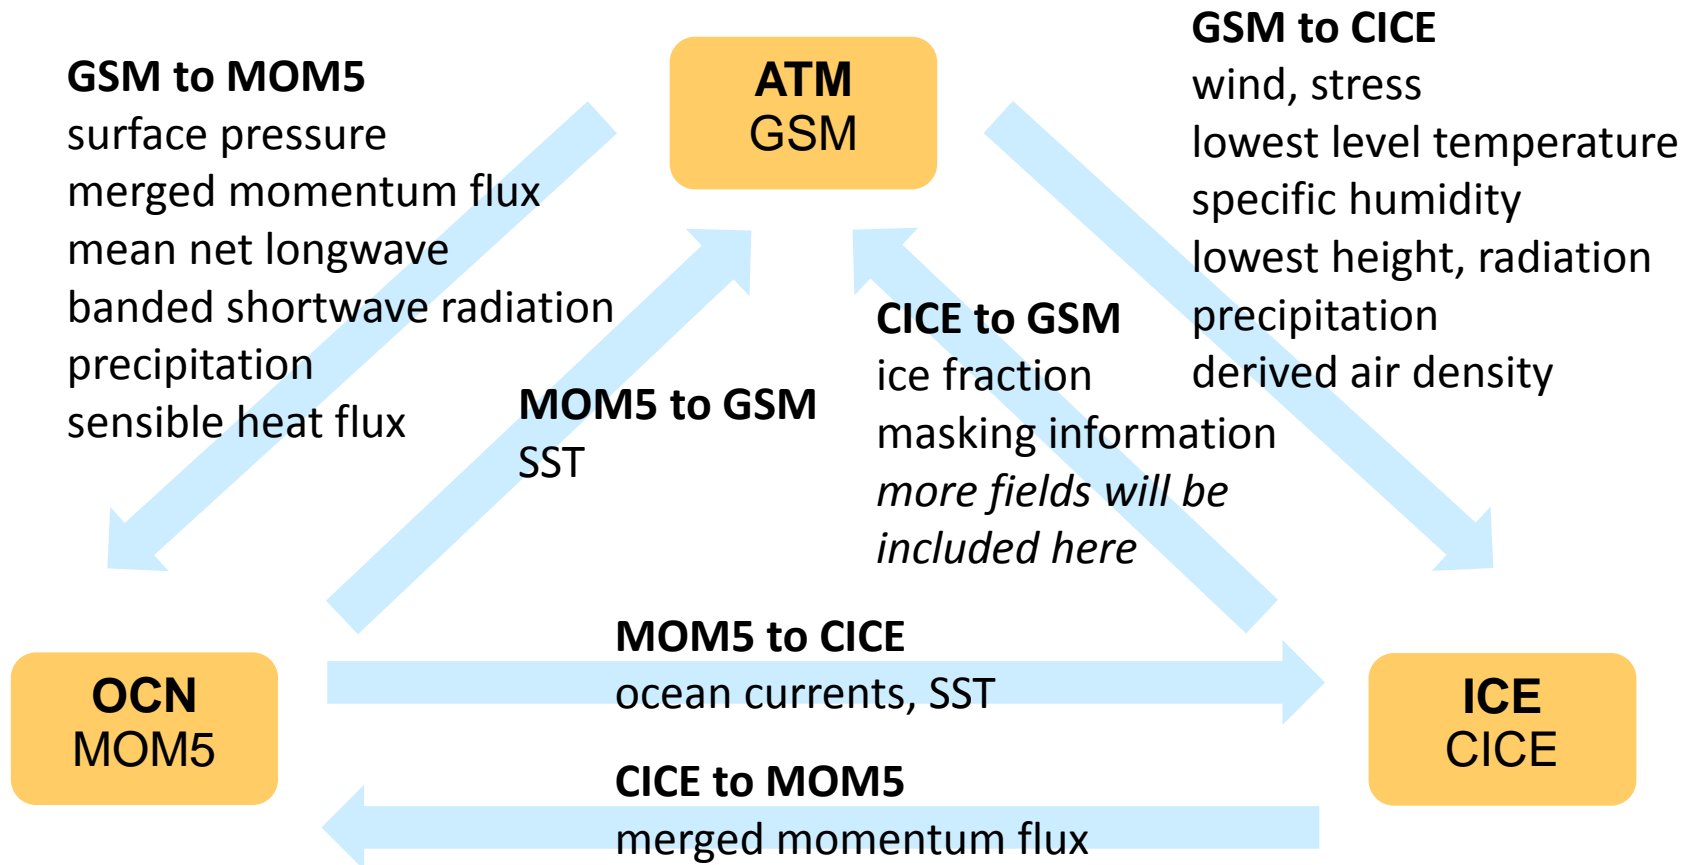 GSM to MOM5
surface pressure
merged momentum flux
mean net longwave
banded shortwave radiation
precipitation
sensible heat flux
ATM
GSM
GSM to CICE
wind, stress
lowest level temperature
specific humidity
lowest height, radiation
precipitation
derived air density
MOM5 to GSM
SST
CICE to GSM
ice fraction
masking information
more fields will be
included here
OCN
MOM5
MOM5 to CICE
ocean currents, SST
ICE
CICE
CICE to MOM5
merged momentum flux